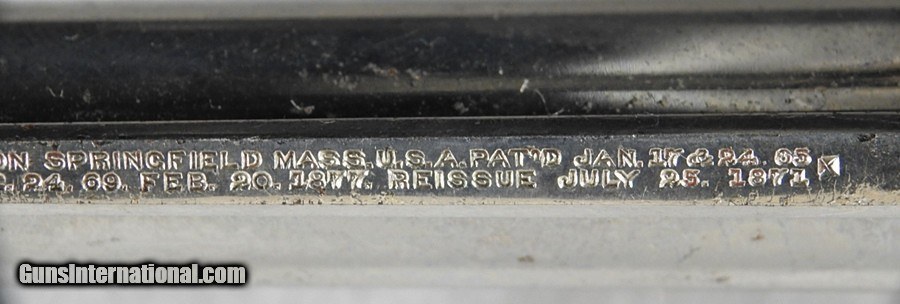 ON SPRINGFIELD MASS. U.S.A. PAT'D JAN. 17 & 24. 65
. 24. 69. FEB. 20. 1877. REISSUE JULY 25. 1871
GunsInternational.com